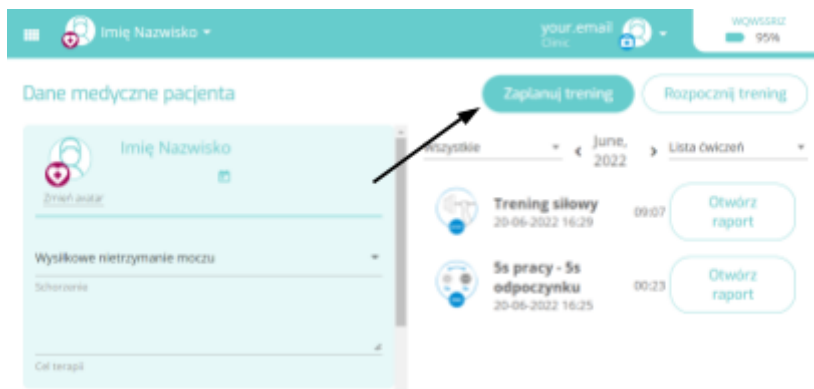 Imię Nazwisko
your.email
Clinic
WQWSSRIZ
95%
Dane medyczne pacjenta
Zaplanuj trening
Rozpocznij trening
Imię Nazwisko
Zmień avatar
Wysiłkowe nietrzymanie moczu
Schorzenie
Cel terapii
Wszystkie
June, 2022
Lista ćwiczeń
Trening siłowy
20-06-2022 16:29
09:07
Otwórz
raport
5s pracy - 5s
odpoczynku
20-06-2022 16:25
00:23
Otwórz
raport